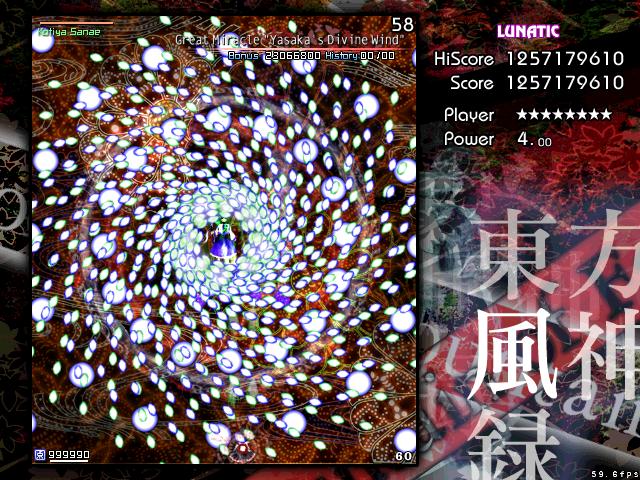 Kotiya Sanae
58
Great Miracle "Yasaka's Divine Wind"
Bonus 23066800 History 00/00
LUNATIC
HiScore 1257179610
Score 1257179610
Player ★★★★★★★★
Power 4.00
東方
風神
録
999990
60
59.6fps